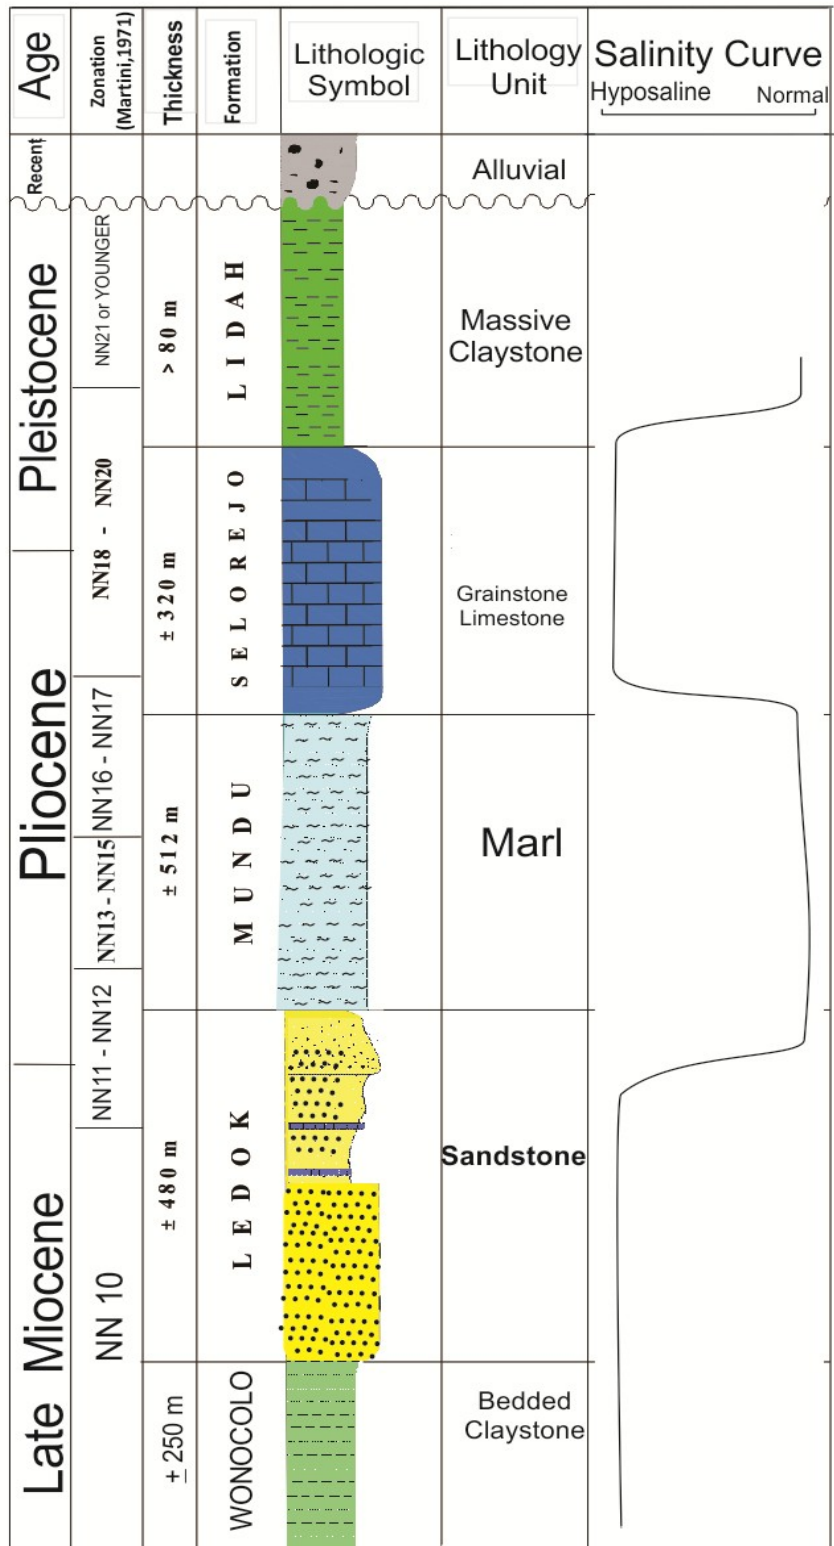 Age
Zonation
(Martini,1971)
Thickness
Formation
Lithologic
Symbol
Lithology
Unit
Salinity Curve
Hyposaline Normal
Recent
Alluvial
Pleistocene
NN21 or YOUNGER
> 80 m
LIDAH
Massive
Claystone
NN18 - NN20
± 320 m
SELOREJO
Grainstone
Limestone
Pliocene
NN16 - NN17
NN13 - NN15
± 512 m
MUNDU
Marl
NN11 - NN12
Late Miocene
NN 10
± 480 m
LEDOK
Sandstone
± 250 m
WONOCOLO
Bedded
Claystone